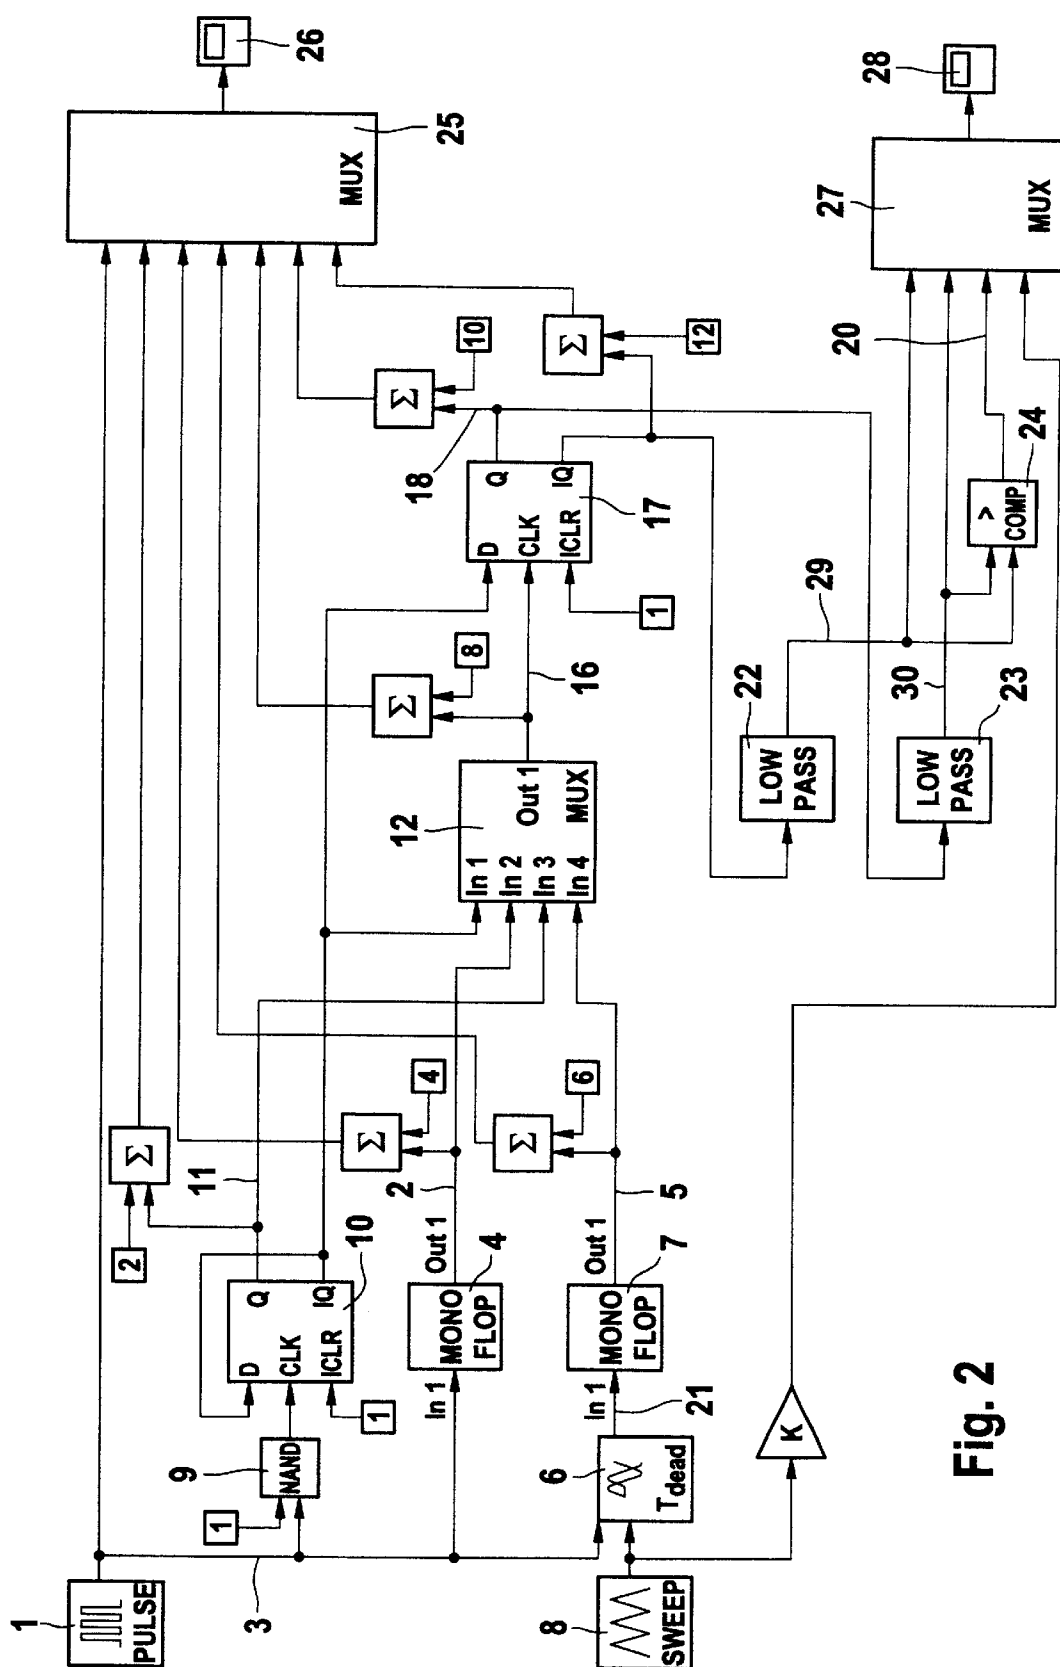 1
PULSE
3
8
SWEEP
1
9
NAND
1
D
CLK
ICLR
Q
IQ
10
2
Σ
11
In 1
MONO
FLOP
Out 1
4
2
6
T dead
In 1
21
MONO
FLOP
Out 1
7
5
Σ
4
Σ
6
K
In 1
In 2
In 3
In 4
12
Out 1
MUX
Σ
8
16
1
D
CLK
ICLR
Q
IQ
17
18
Σ
10
Σ
12
22
LOW
PASS
29
LOW
PASS
23
30
>
COMP
24
20
MUX
25
26
27
MUX
28
Fig. 2